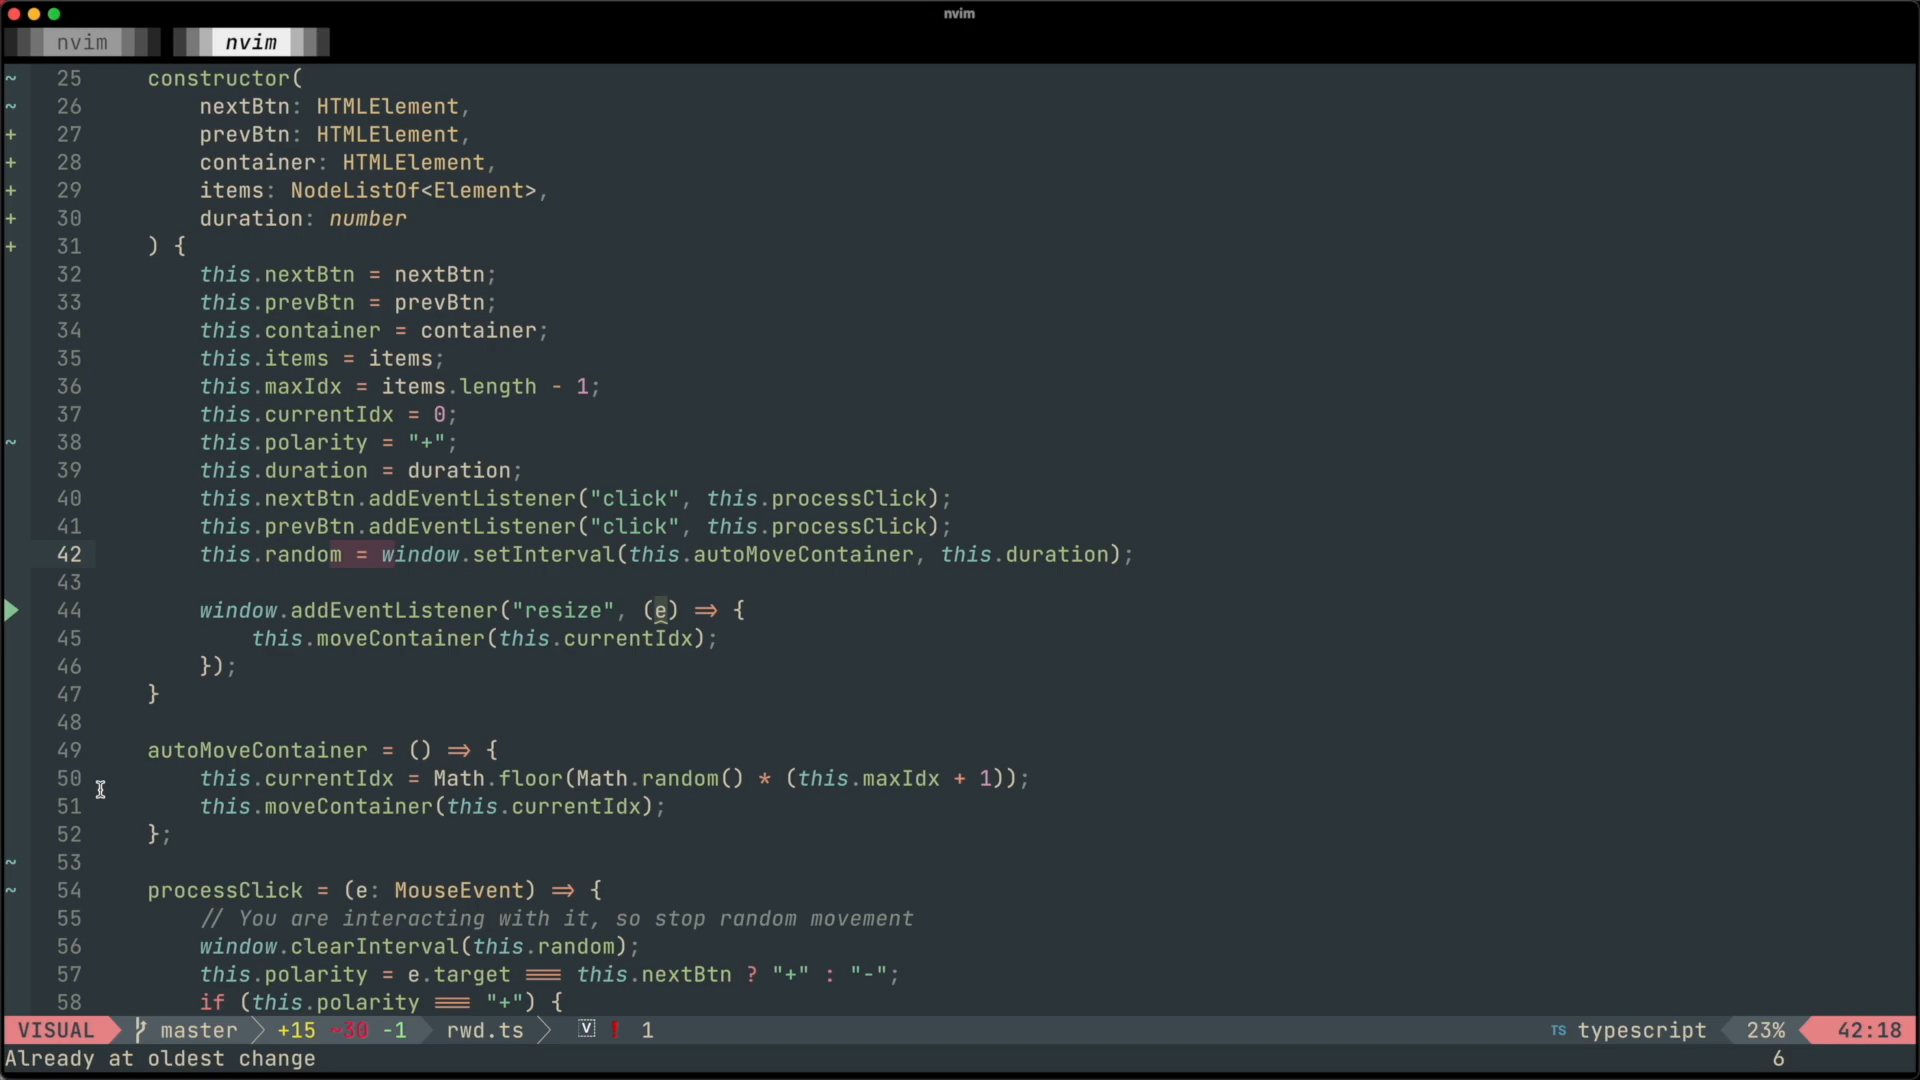 nvim
nvim nvim
~ 25 constructor(
~ 26 nextBtn: HTMLElement,
+ 27 prevBtn: HTMLElement,
+ 28 container: HTMLElement,
+ 29 items: NodeListOf<Element>,
+ 30 duration: number
+ 31 ) {
32 this.nextBtn = nextBtn;
33 this.prevBtn = prevBtn;
34 this.container = container;
35 this.items = items;
36 this.maxIdx = items.length - 1;
37 this.currentIdx = 0;
~ 38 this.polarity = "+";
39 this.duration = duration;
40 this.nextBtn.addEventListener("click", this.processClick);
41 this.prevBtn.addEventListener("click", this.processClick);
42 this.random = window.setInterval(this.autoMoveContainer, this.duration);
43
44 window.addEventListener("resize", (e) => {
45 this.moveContainer(this.currentIdx);
46 });
47 }
48
49 autoMoveContainer = () => {
50 this.currentIdx = Math.floor(Math.random() * (this.maxIdx + 1));
51 this.moveContainer(this.currentIdx);
52 };
~ 53
~ 54 processClick = (e: MouseEvent) => {
55 // You are interacting with it, so stop random movement
56 window.clearInterval(this.random);
57 this.polarity = e.target === this.nextBtn ? "+" : "-";
58 if (this.polarity === "+") {
VISUAL master +15 ~30 -1 rwd.ts V ! 1 TS typescript 23% 42:18
Already at oldest change 6